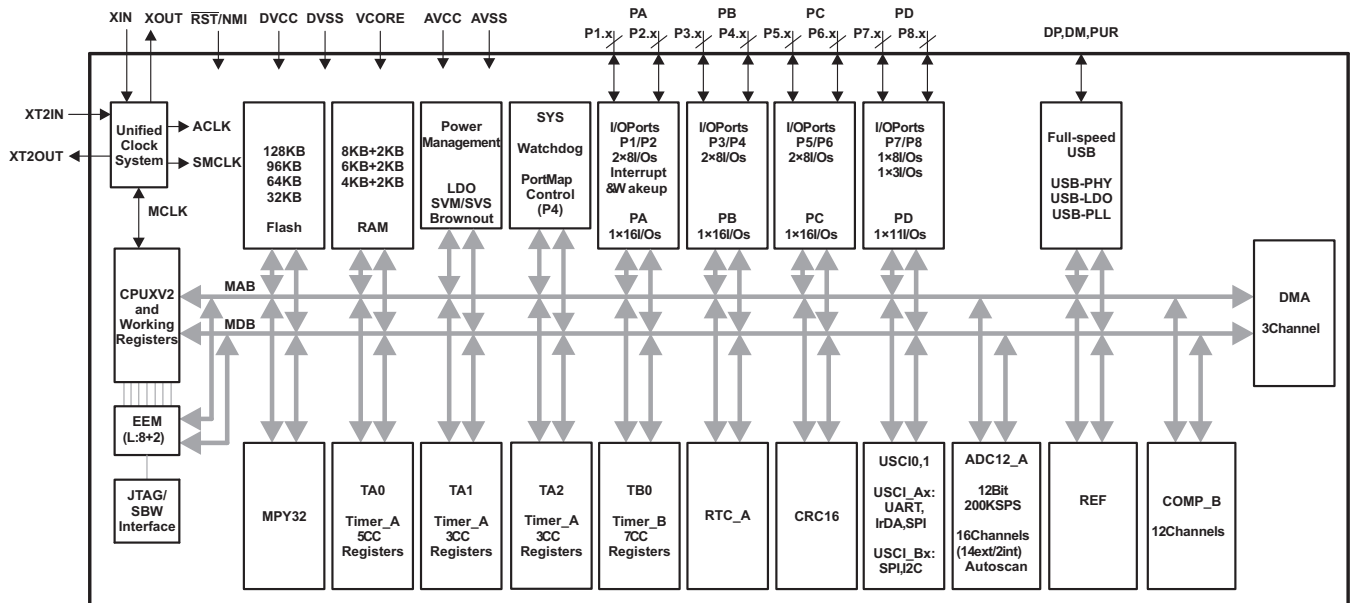 XIN
XOUT
RST/NMI
DVCC
DVSS
VCORE
AVCC
AVSS
PA
P1.x
P2.x
PB
P3.x
P4.x
PC
P5.x
P6.x
PD
P7.x
P8.x
DP,DM,PUR
XT2IN
XT2OUT
Unified
Clock
System
ACLK
SMCLK
MCLK
128KB
96KB
64KB
32KB
Flash
8KB+2KB
6KB+2KB
4KB+2KB
RAM
Power
Management
LDO
SVM/SVS
Brownout
SYS
Watchdog
PortMap
Control
(P4)
I/OPorts
P1/P2
2×8I/Os
Interrupt
&Wakeup
PA
1×16I/Os
I/OPorts
P3/P4
2×8I/Os
PB
1×16I/Os
I/OPorts
P5/P6
2×8I/Os
PC
1×16I/Os
I/OPorts
P7/P8
1×8I/Os
1×3I/Os
PD
1×11I/Os
Full-speed
USB
USB-PHY
USB-LDO
USB-PLL
CPUXV2
and
Working
Registers
MAB
MDB
DMA
3Channel
EEM
(L:8+2)
JTAG/
SBW
Interface
MPY32
TA0
Timer_A
5CC
Registers
TA1
Timer_A
3CC
Registers
TA2
Timer_A
3CC
Registers
TB0
Timer_B
7CC
Registers
RTC_A
CRC16
USCI0,1
USCI_Ax:
UART,
IrDA,SPI
USCI_Bx:
SPI,I2C
ADC12_A
12Bit
200KSPS
16Channels
(14ext/2int)
Autoscan
REF
COMP_B
12Channels